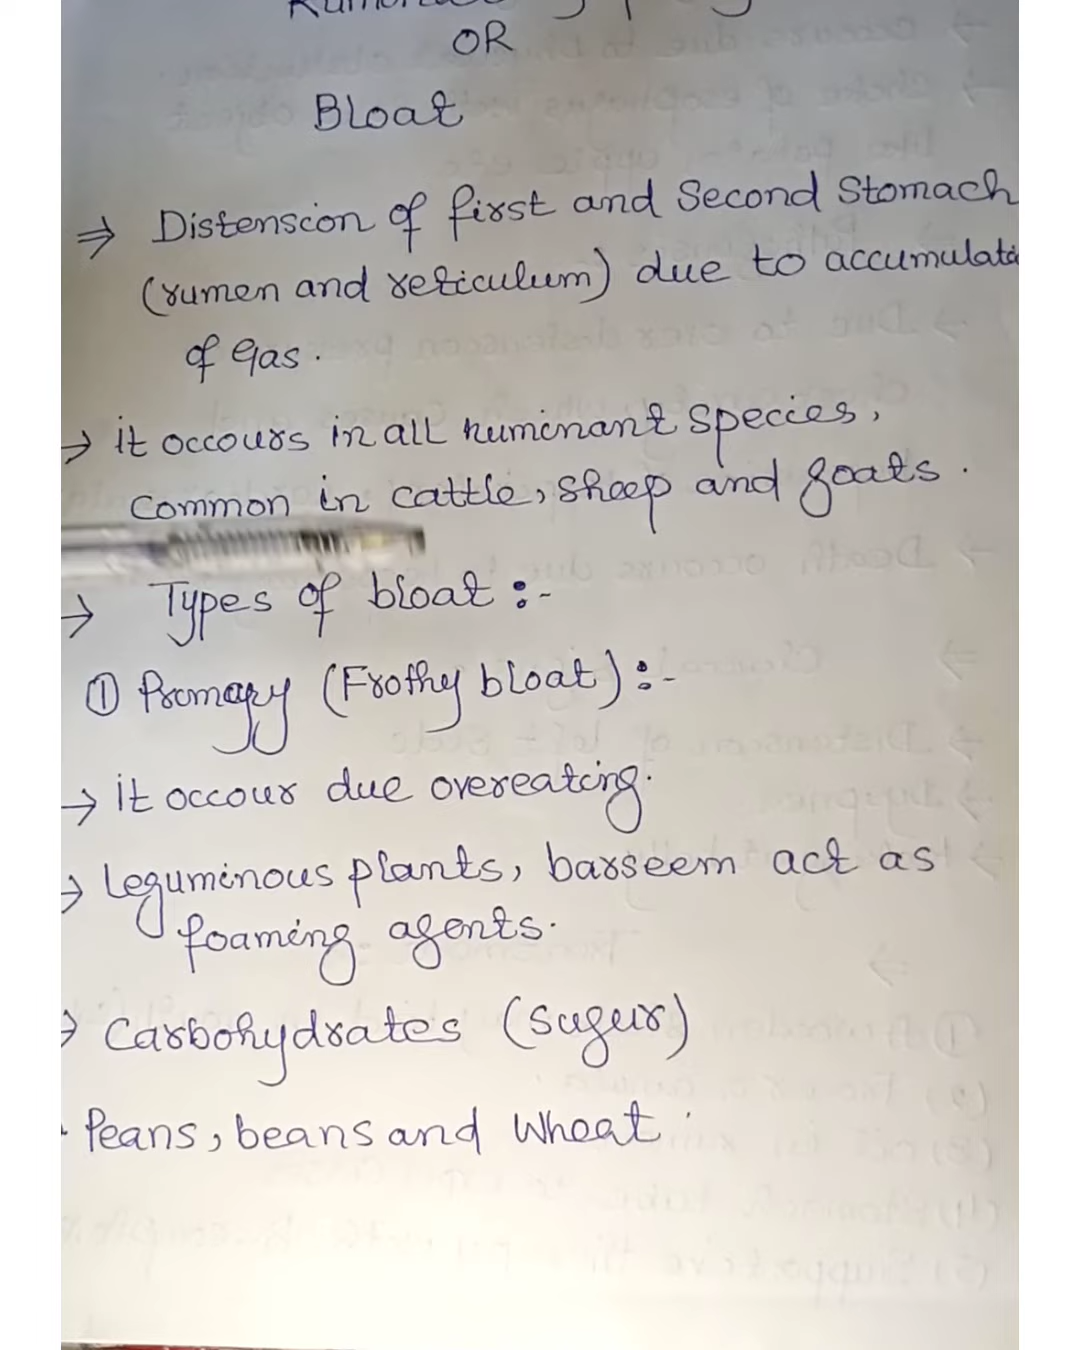 OR
Bloat
⇒ Distenscion of first and Second Stomach
(rumen and reticulum) due to accumulati
of Gas.
→ it occours in all ruminant species,
Common in cattle, sheep and goats.
→ Types of bloat :-
① Promary (Frothy bloat) :-
→ it occour due overeating.
→ leguminous plants, barseem act as
foaming agents.
→ Carbohydrates (sugur)
Peans, beans and wheat.